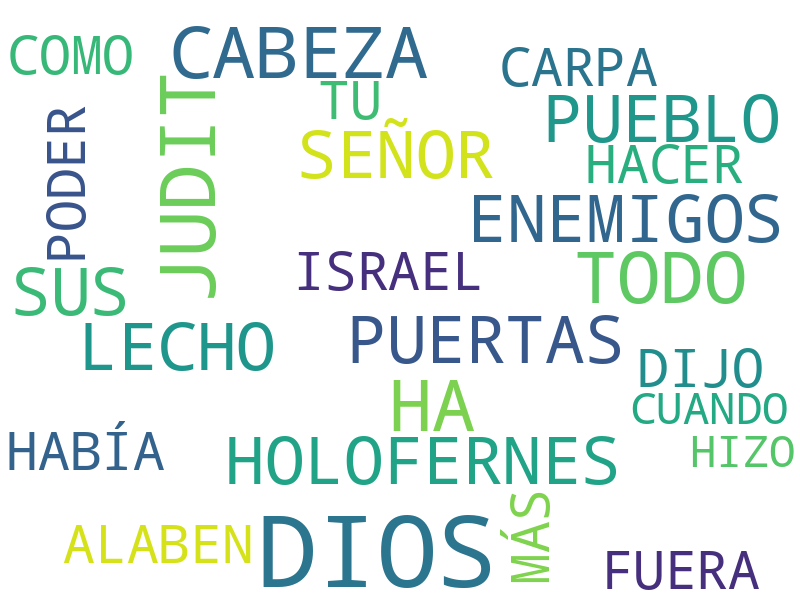 COMO
CABEZA
CARPA
TU
PUEBLO
PODER
JUDIT
SEÑOR
HACER
ENEMIGOS
ISRAEL
TODO
SUS
LECHO
PUERTAS
DIJO
HA
CUANDO
HABÍA
HOLOFERNES
HIZO
ALABEN
DIOS
MÁS
FUERA